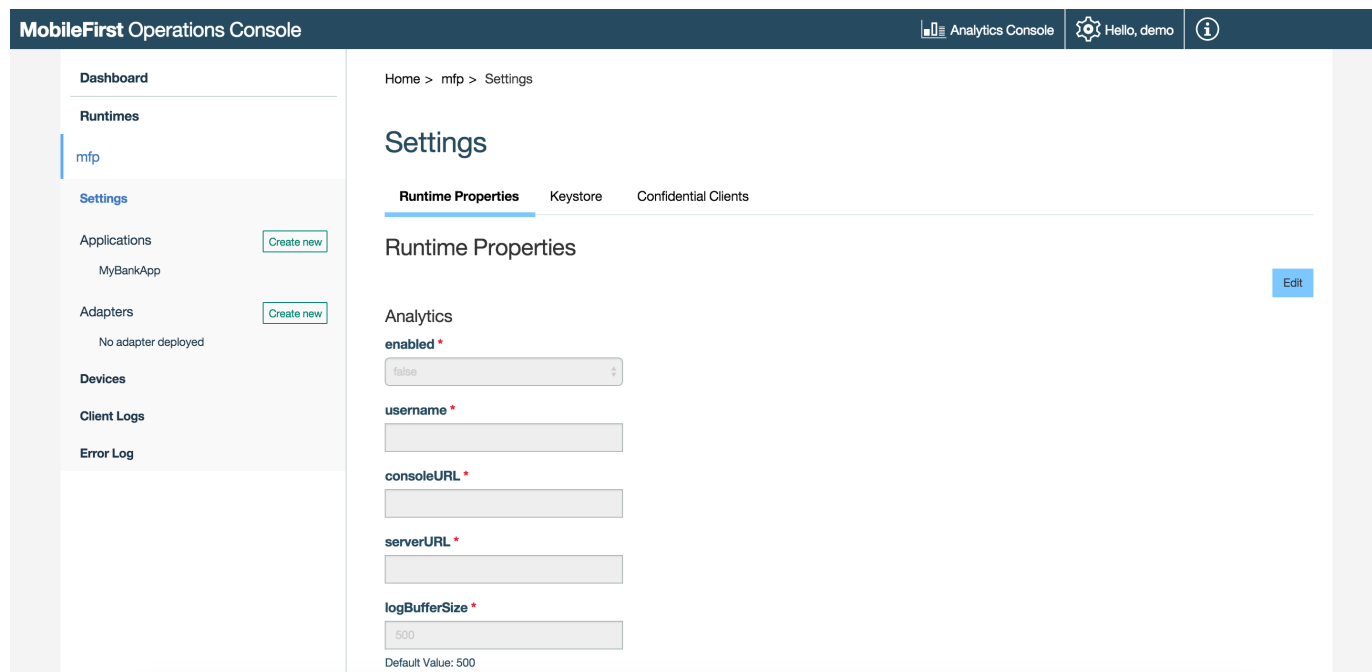 MobileFirst Operations Console
Analytics Console
Hello, demo
Dashboard
Runtimes
mfp
Settings
Applications
Create new
MyBankApp
Adapters
Create new
No adapter deployed
Devices
Client Logs
Error Log
Home > mfp > Settings
Settings
Runtime Properties Keystore Confidential Clients
Runtime Properties
Edit
Analytics
enabled *
false
username *
consoleURL *
serverURL *
logBufferSize *
500
Default Value: 500